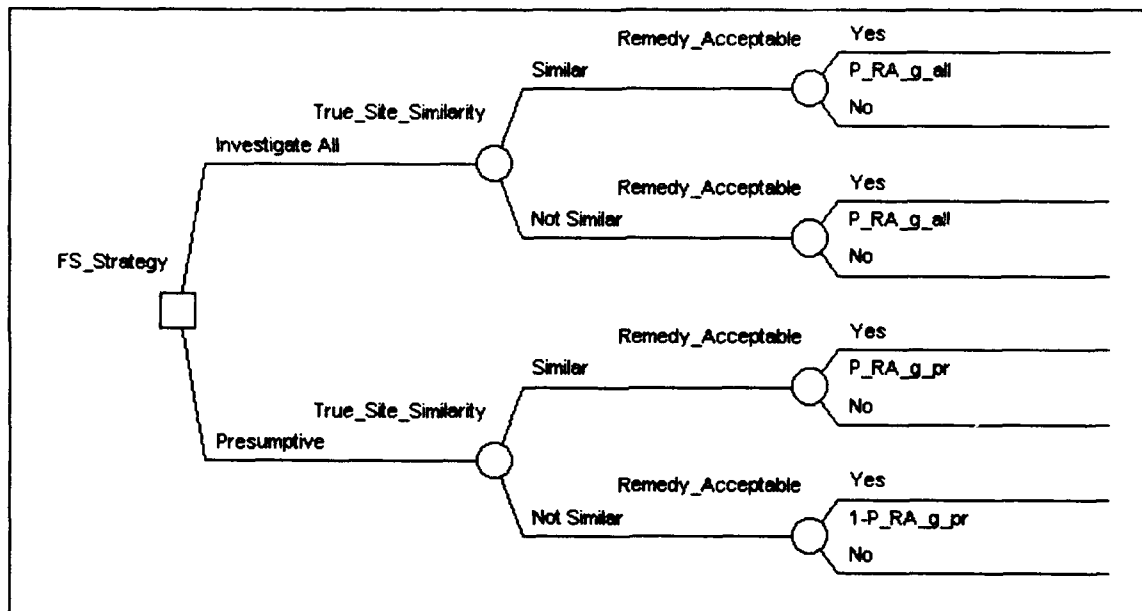 Remedy_Acceptable
Yes
P_RA_g_all
No
Similar
True_Site_Similarity
Investigate All
Remedy_Acceptable
Yes
P_RA_g_all
No
Not Similar
FS_Strategy
Remedy_Acceptable
Yes
P_RA_g_pr
No
Similar
True_Site_Similarity
Presumptive
Remedy_Acceptable
Yes
1-P_RA_g_pr
No
Not Similar